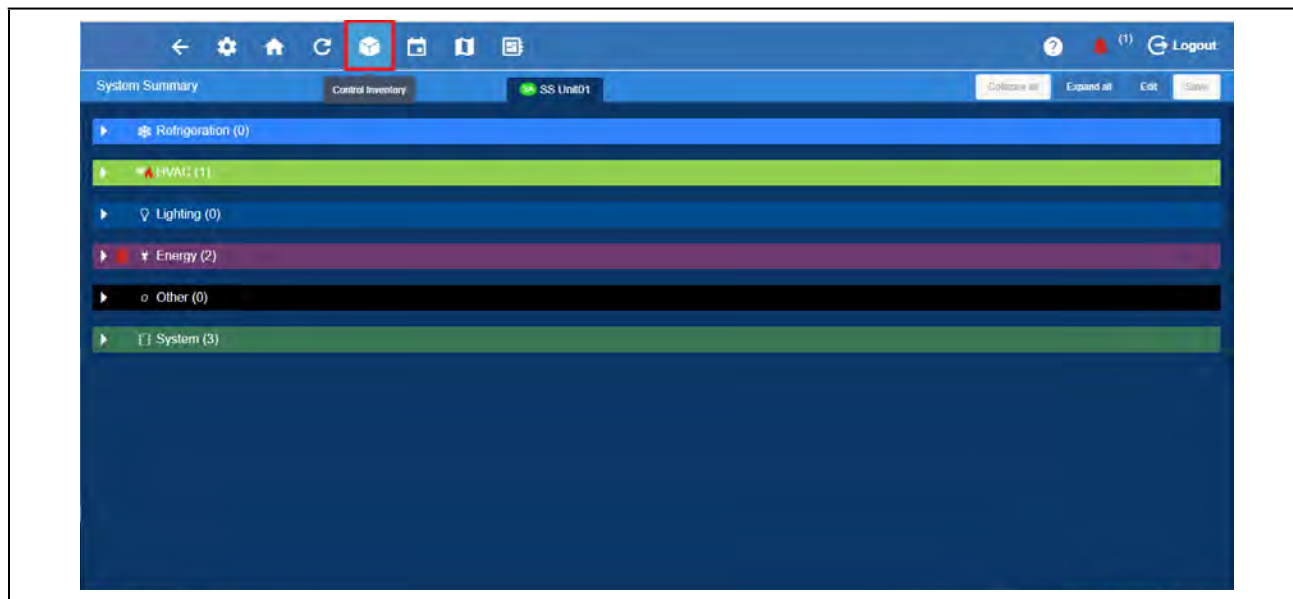 (1) Logout
System Summary Control Inventory SS Unit01 Collapse all Expand all Edit Save
Refrigeration (0)
HVAC (1)
Lighting (0)
Energy (2)
Other (0)
System (3)